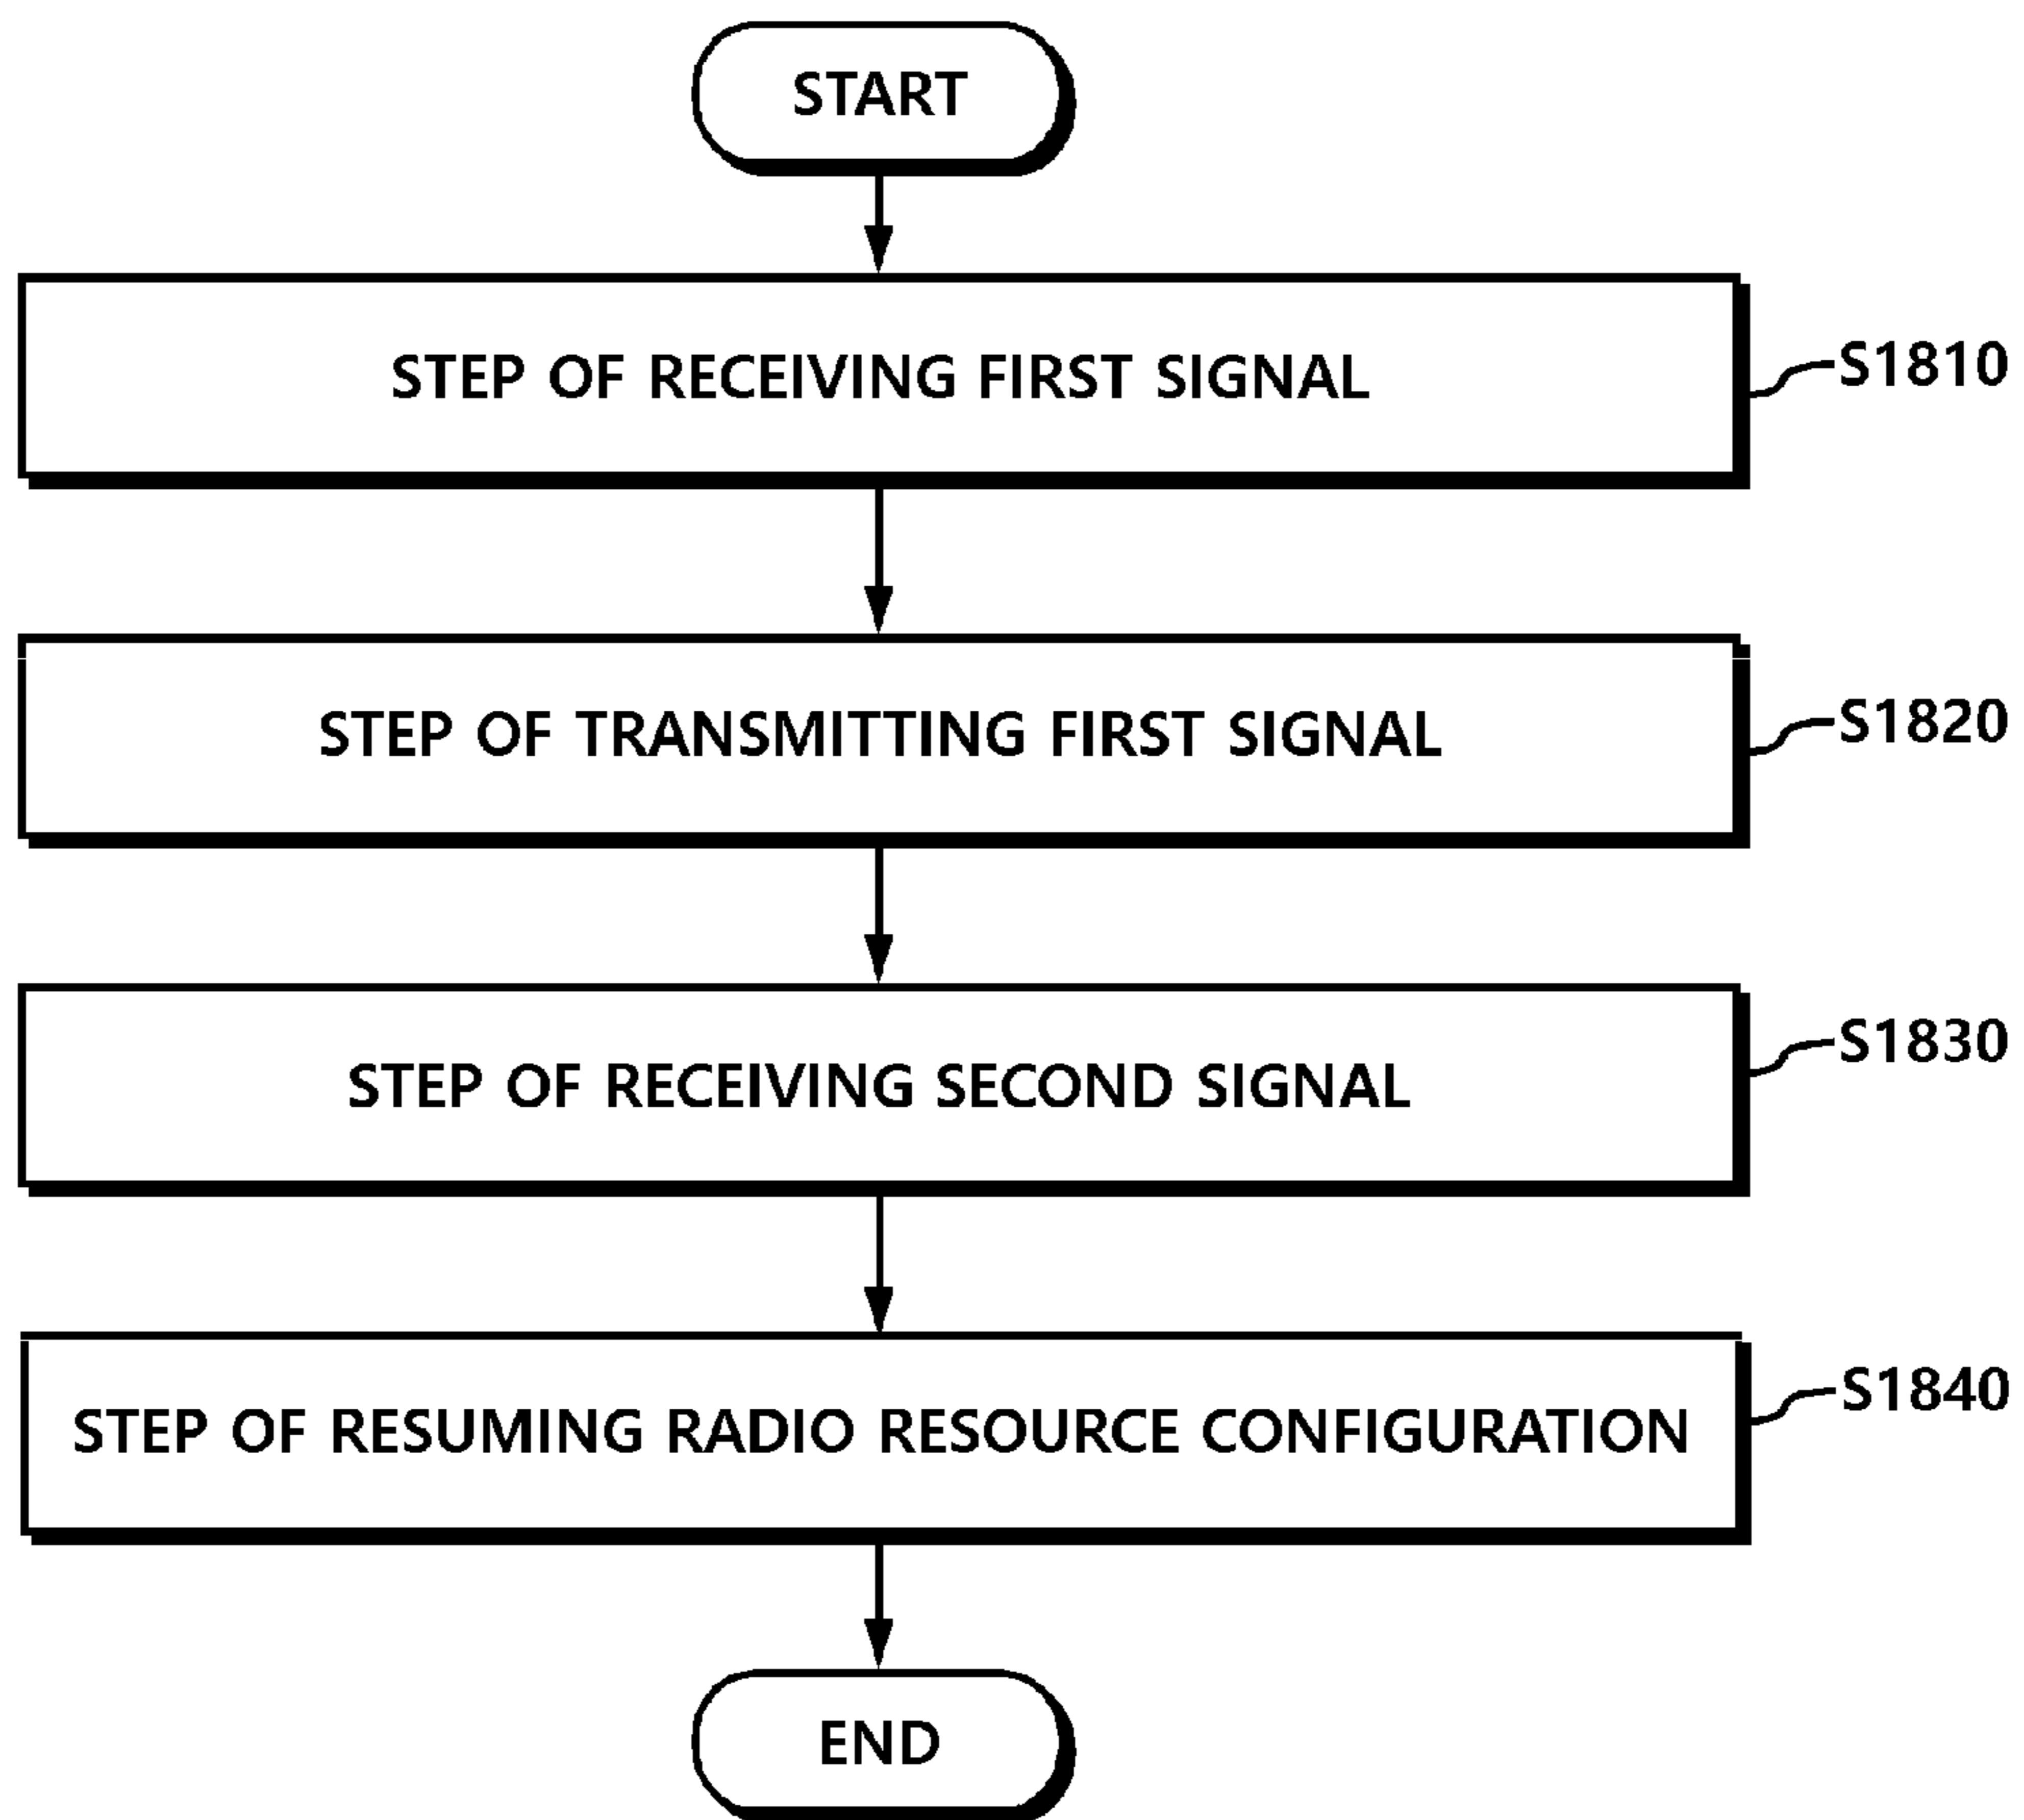 START
STEP OF RECEIVING FIRST SIGNAL
S1810
STEP OF TRANSMITTING FIRST SIGNAL
S1820
STEP OF RECEIVING SECOND SIGNAL
S1830
STEP OF RESUMING RADIO RESOURCE CONFIGURATION
S1840
END